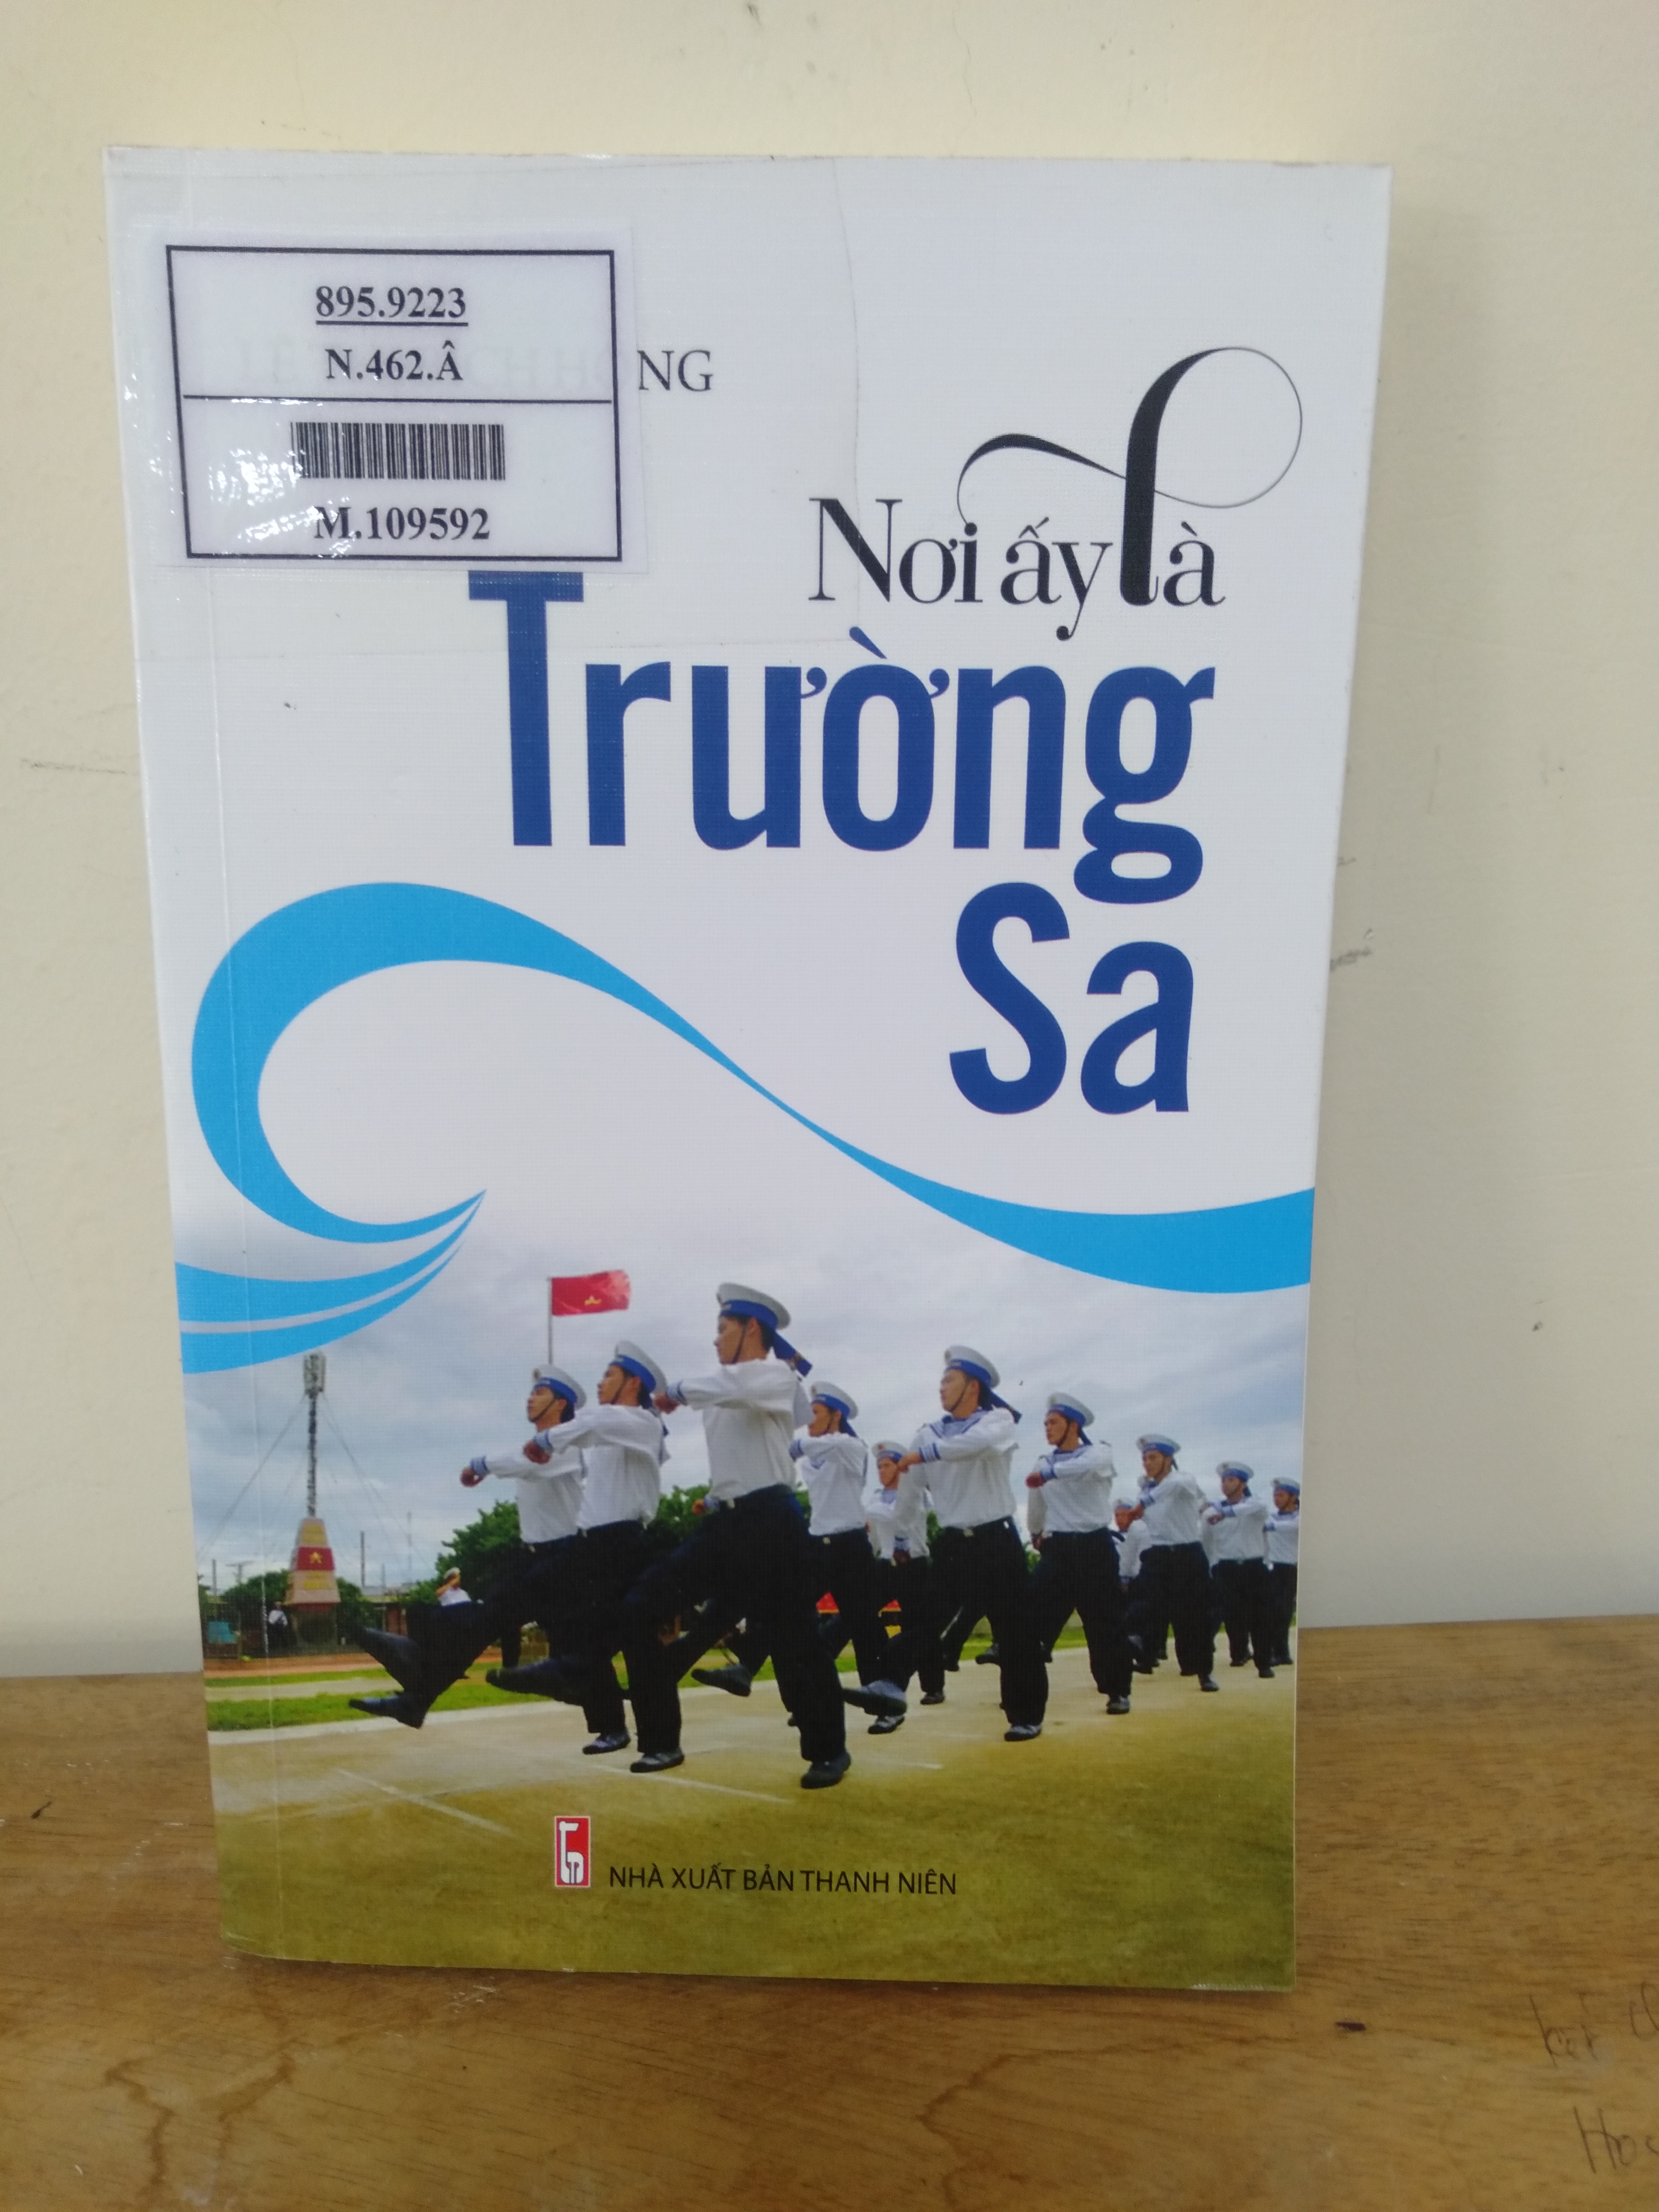 895.9223
N.462.Â
NG
M.109592
Nơi ấy là
Trường
Sa
NHÀ XUẤT BẢN THANH NIÊN